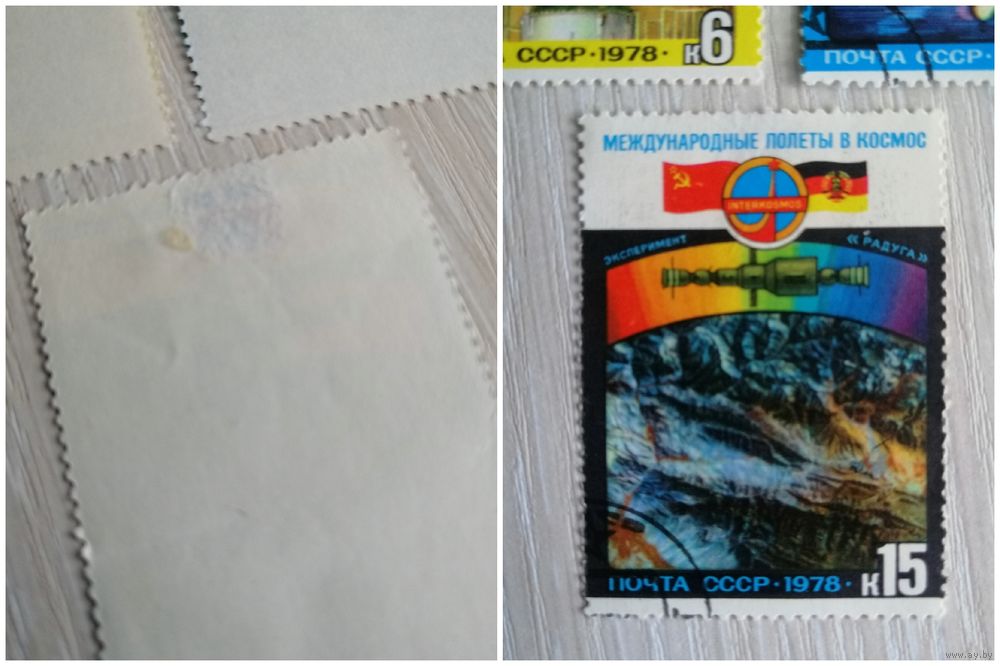 СССР·1978· к6
ПОЧТА СССР·
МЕЖДУНАРОДНЫЕ ПОЛЕТЫ В КОСМОС
INTERKOSMOS
ЭКСПЕРИМЕНТ «РАДУГА»
ПОЧТА СССР·1978· к15
www.ay.by